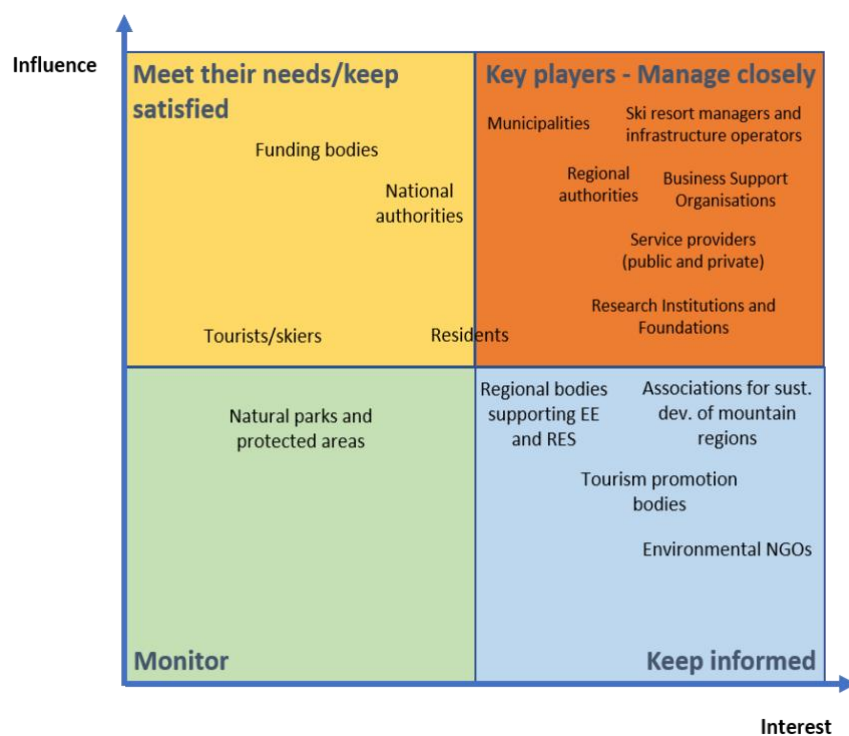 Influence
Meet their needs/keep
satisfied
Funding bodies
National
authorities
Tourists/skiers
Residents
Key players - Manage closely
Municipalities
Ski resort managers and
infrastructure operators
Regional
authorities
Business Support
Organisations
Service providers
(public and private)
Research Institutions and
Foundations
Natural parks and
protected areas
Monitor
Regional bodies
supporting EE
and RES
Associations for sust.
dev. of mountain
regions
Tourism promotion
bodies
Environmental NGOs
Keep informed
Interest